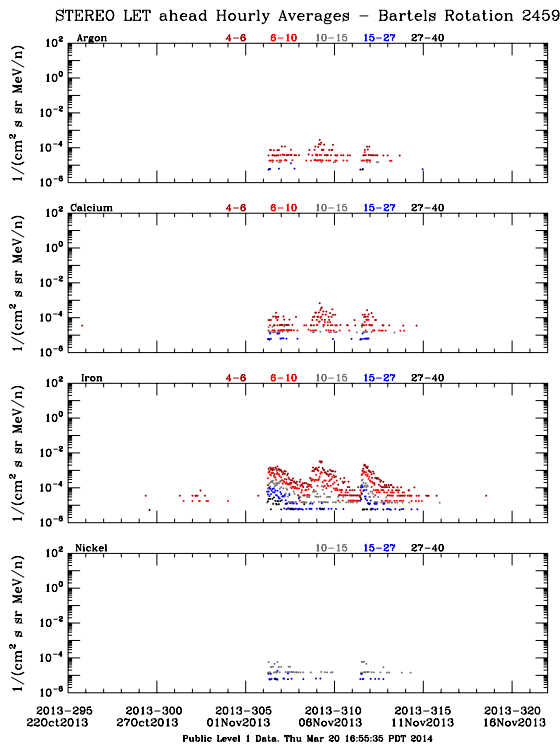 STEREO LET ahead Hourly Averages – Bartels Rotation 2459
Argon 4–6 6–10 10–15 15–27 27–40
10² 10⁰ 10⁻² 10⁻⁴ 10⁻⁶
1/(cm² s sr MeV/n)
Calcium 4–6 6–10 10–15 15–27 27–40
10² 10⁰ 10⁻² 10⁻⁴ 10⁻⁶
1/(cm² s sr MeV/n)
Iron 4–6 6–10 10–15 15–27 27–40
10² 10⁰ 10⁻² 10⁻⁴ 10⁻⁶
1/(cm² s sr MeV/n)
Nickel 10–15 15–27 27–40
10² 10⁰ 10⁻² 10⁻⁴ 10⁻⁶
1/(cm² s sr MeV/n)
2013–295 2013–300 2013–305 2013–310 2013–315 2013–320
22Oct2013 27Oct2013 01Nov2013 06Nov2013 11Nov2013 16Nov2013
Public Level 1 Data, Thu Mar 20 16:55:35 PDT 2014